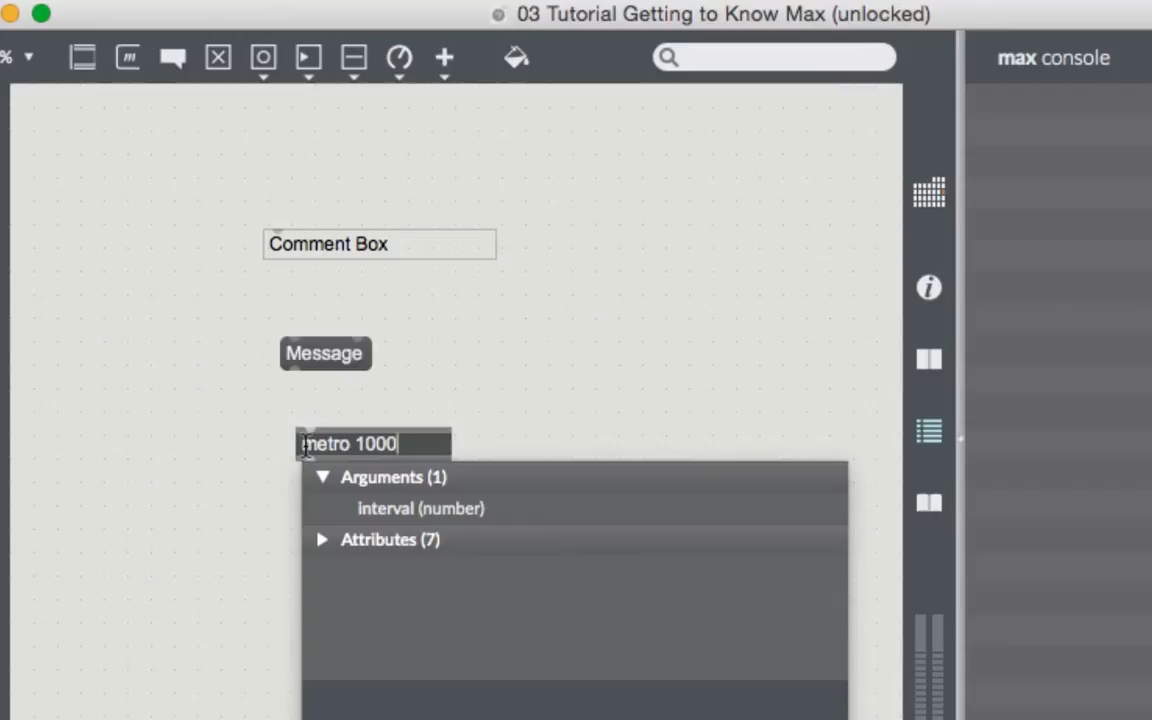 03 Tutorial Getting to Know Max (unlocked)
%
m
max console
Comment Box
Message
metro 1000
Arguments (1)
interval (number)
Attributes (7)